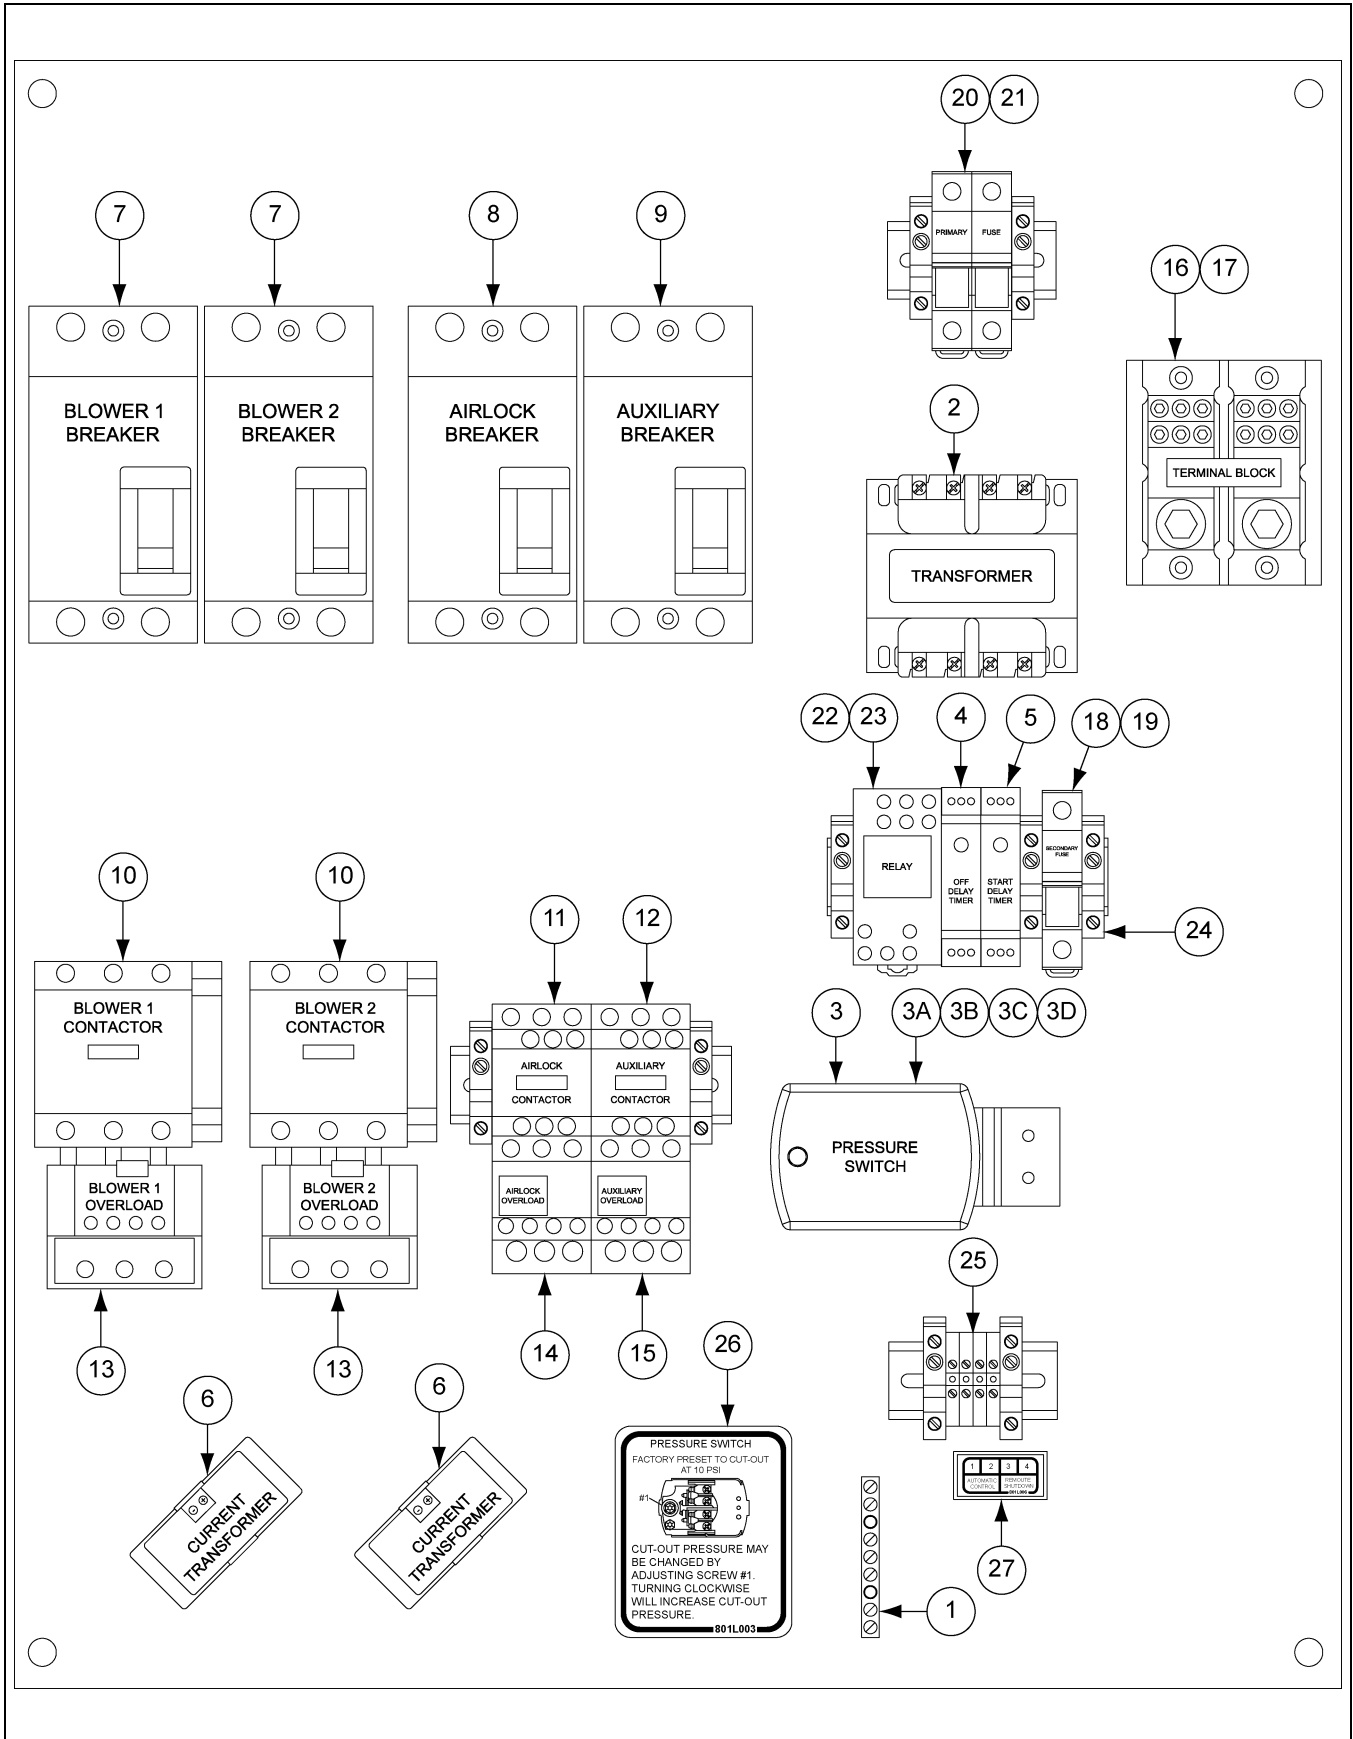 20 21
7 7 8 9
PRIMARY FUSE
16 17
BLOWER 1
BREAKER
BLOWER 2
BREAKER
AIRLOCK
BREAKER
AUXILIARY
BREAKER
2
TERMINAL BLOCK
TRANSFORMER
22 23 4 5 18 19
RELAY
OFF
DELAY
TIMER
START
DELAY
TIMER
SECONDARY
FUSE
24
10 10 11 12
BLOWER 1
CONTACTOR
BLOWER 2
CONTACTOR
AIRLOCK
CONTACTOR
AUXILIARY
CONTACTOR
3 3A 3B 3C 3D
PRESSURE
SWITCH
BLOWER 1
OVERLOAD
BLOWER 2
OVERLOAD
AIRLOCK
OVERLOAD
AUXILIARY
OVERLOAD
25
13 13 14 15 26
6 6
CURRENT
TRANSFORMER
CURRENT
TRANSFORMER
PRESSURE SWITCH
FACTORY PRESET TO CUT-OUT
AT 10 PSI
#1
CUT-OUT PRESSURE MAY
BE CHANGED BY
ADJUSTING SCREW #1.
TURNING CLOCKWISE
WILL INCREASE CUT-OUT
PRESSURE.
801L003
1 2 3 4
AUTOMATIC
CONTROL
REMOUTE
SHUTDOWN
801L006
27
1